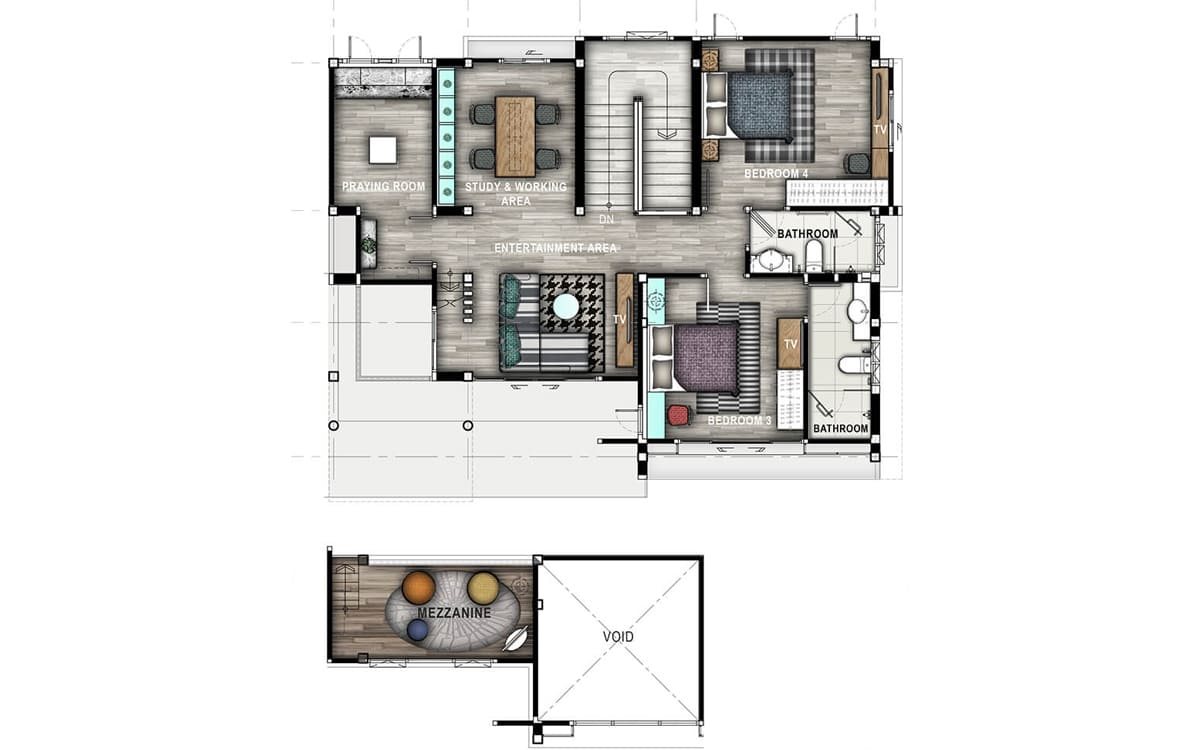 TV
BEDROOM 4
PRAYING ROOM
STUDY & WORKING
AREA
DN
BATHROOM
ENTERTAINMENT AREA
TV
TV
BEDROOM 3
BATHROOM
MEZZANINE
VOID